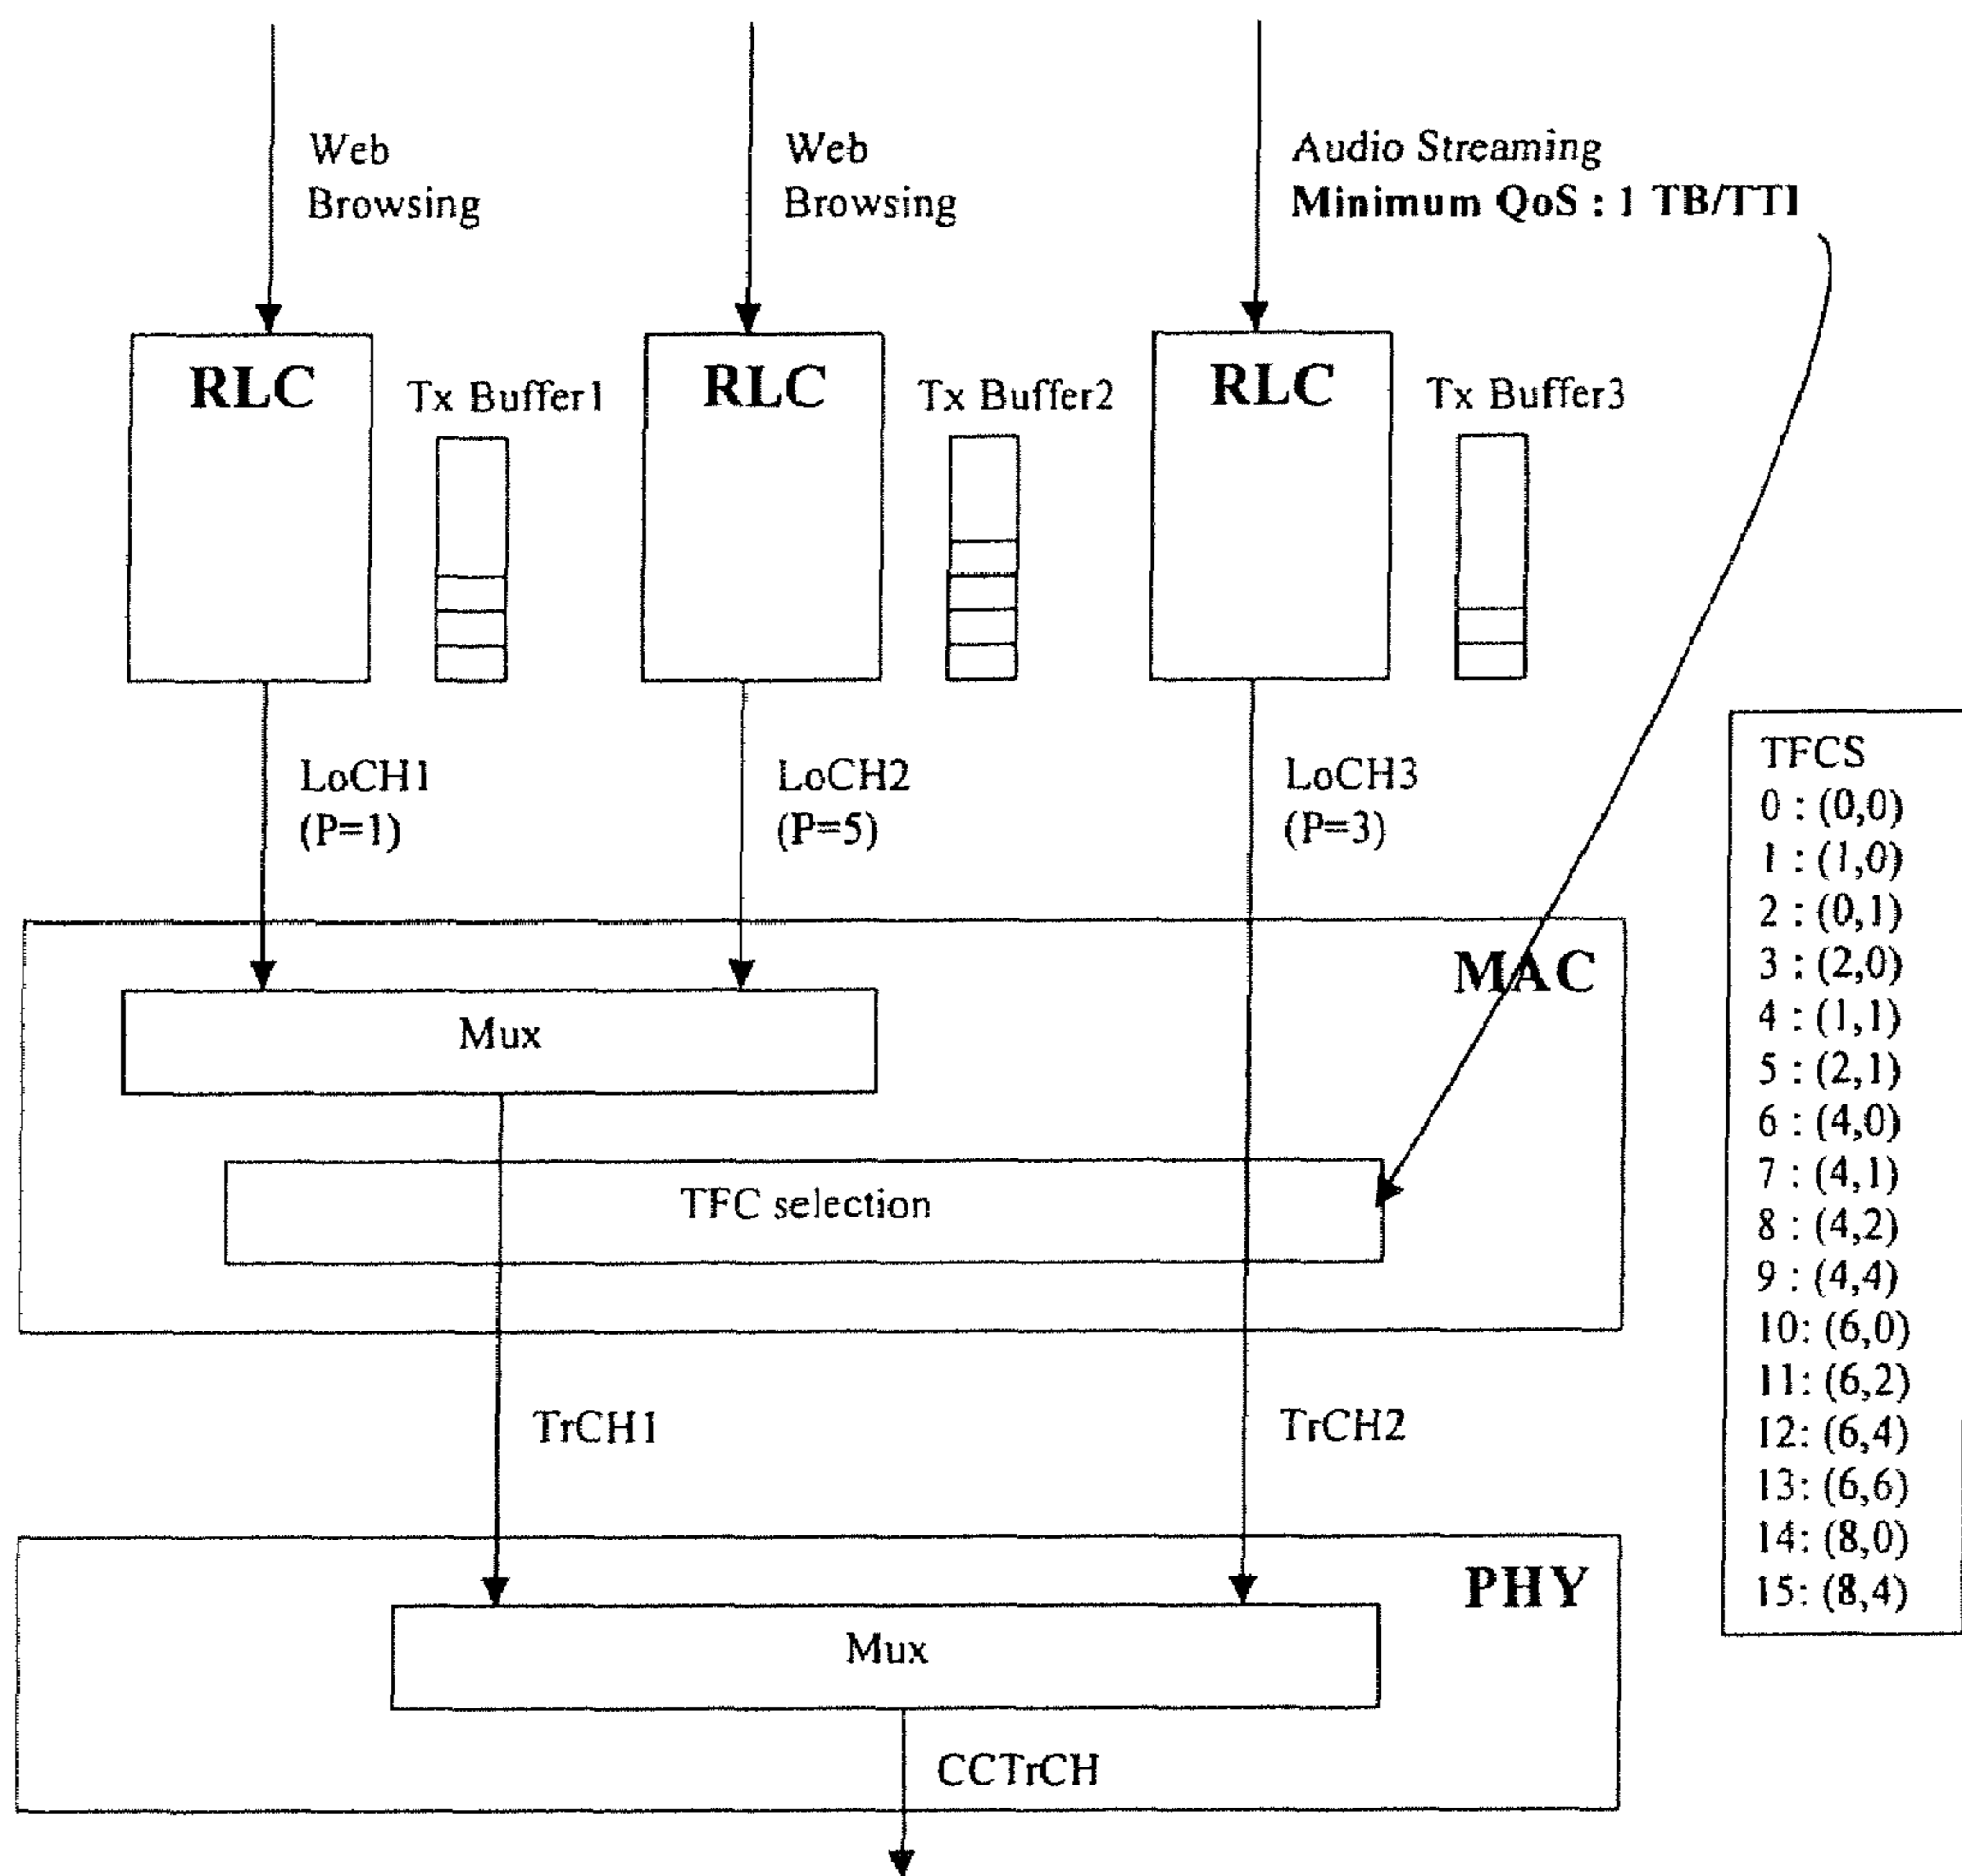 Web
Browsing
Web
Browsing
Audio Streaming
Minimum QoS : 1 TB/TTI
RLC
Tx Buffer1
RLC
Tx Buffer2
RLC
Tx Buffer3
LoCH1
(P=1)
LoCH2
(P=5)
LoCH3
(P=3)
MAC
Mux
TFC selection
TrCH1
TrCH2
PHY
Mux
CCTrCH
TFCS
0 : (0,0)
1 : (1,0)
2 : (0,1)
3 : (2,0)
4 : (1,1)
5 : (2,1)
6 : (4,0)
7 : (4,1)
8 : (4,2)
9 : (4,4)
10: (6,0)
11: (6,2)
12: (6,4)
13: (6,6)
14: (8,0)
15: (8,4)